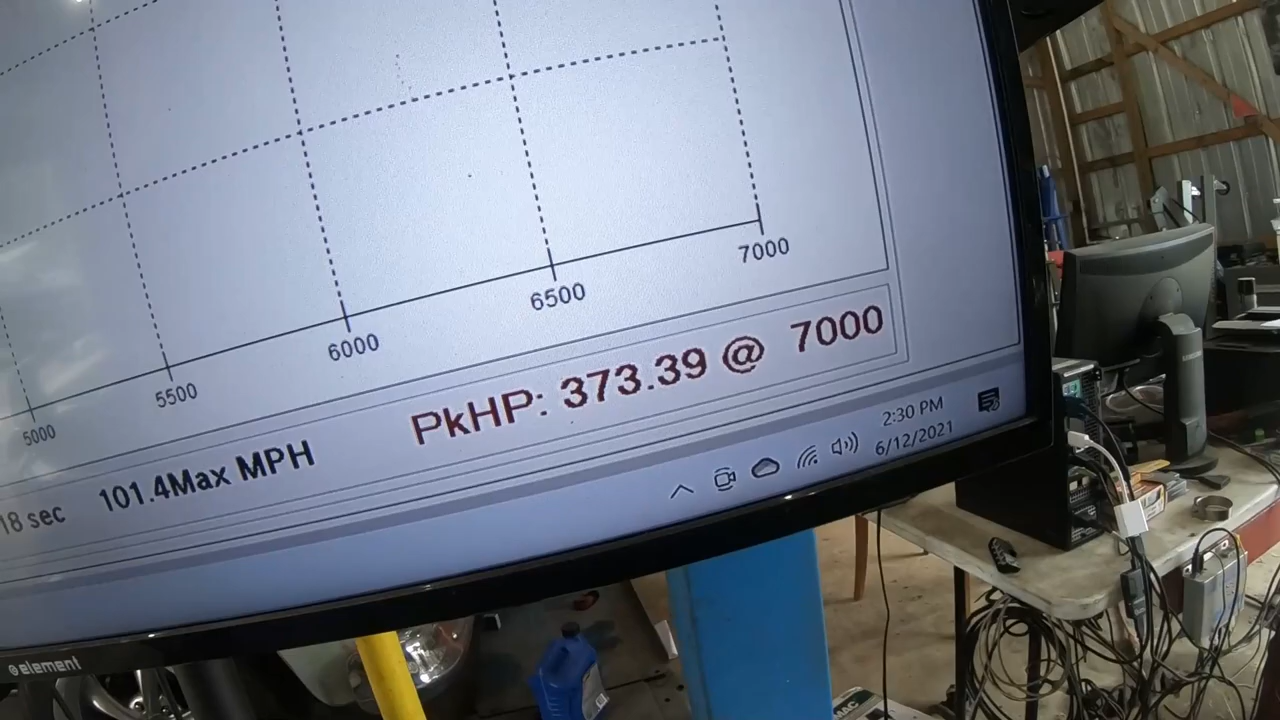 5000
5500
6000
6500
7000
18 sec
101.4Max MPH
PkHP: 373.39 @ 7000
2:30 PM
6/12/2021
element
SAMSUNG